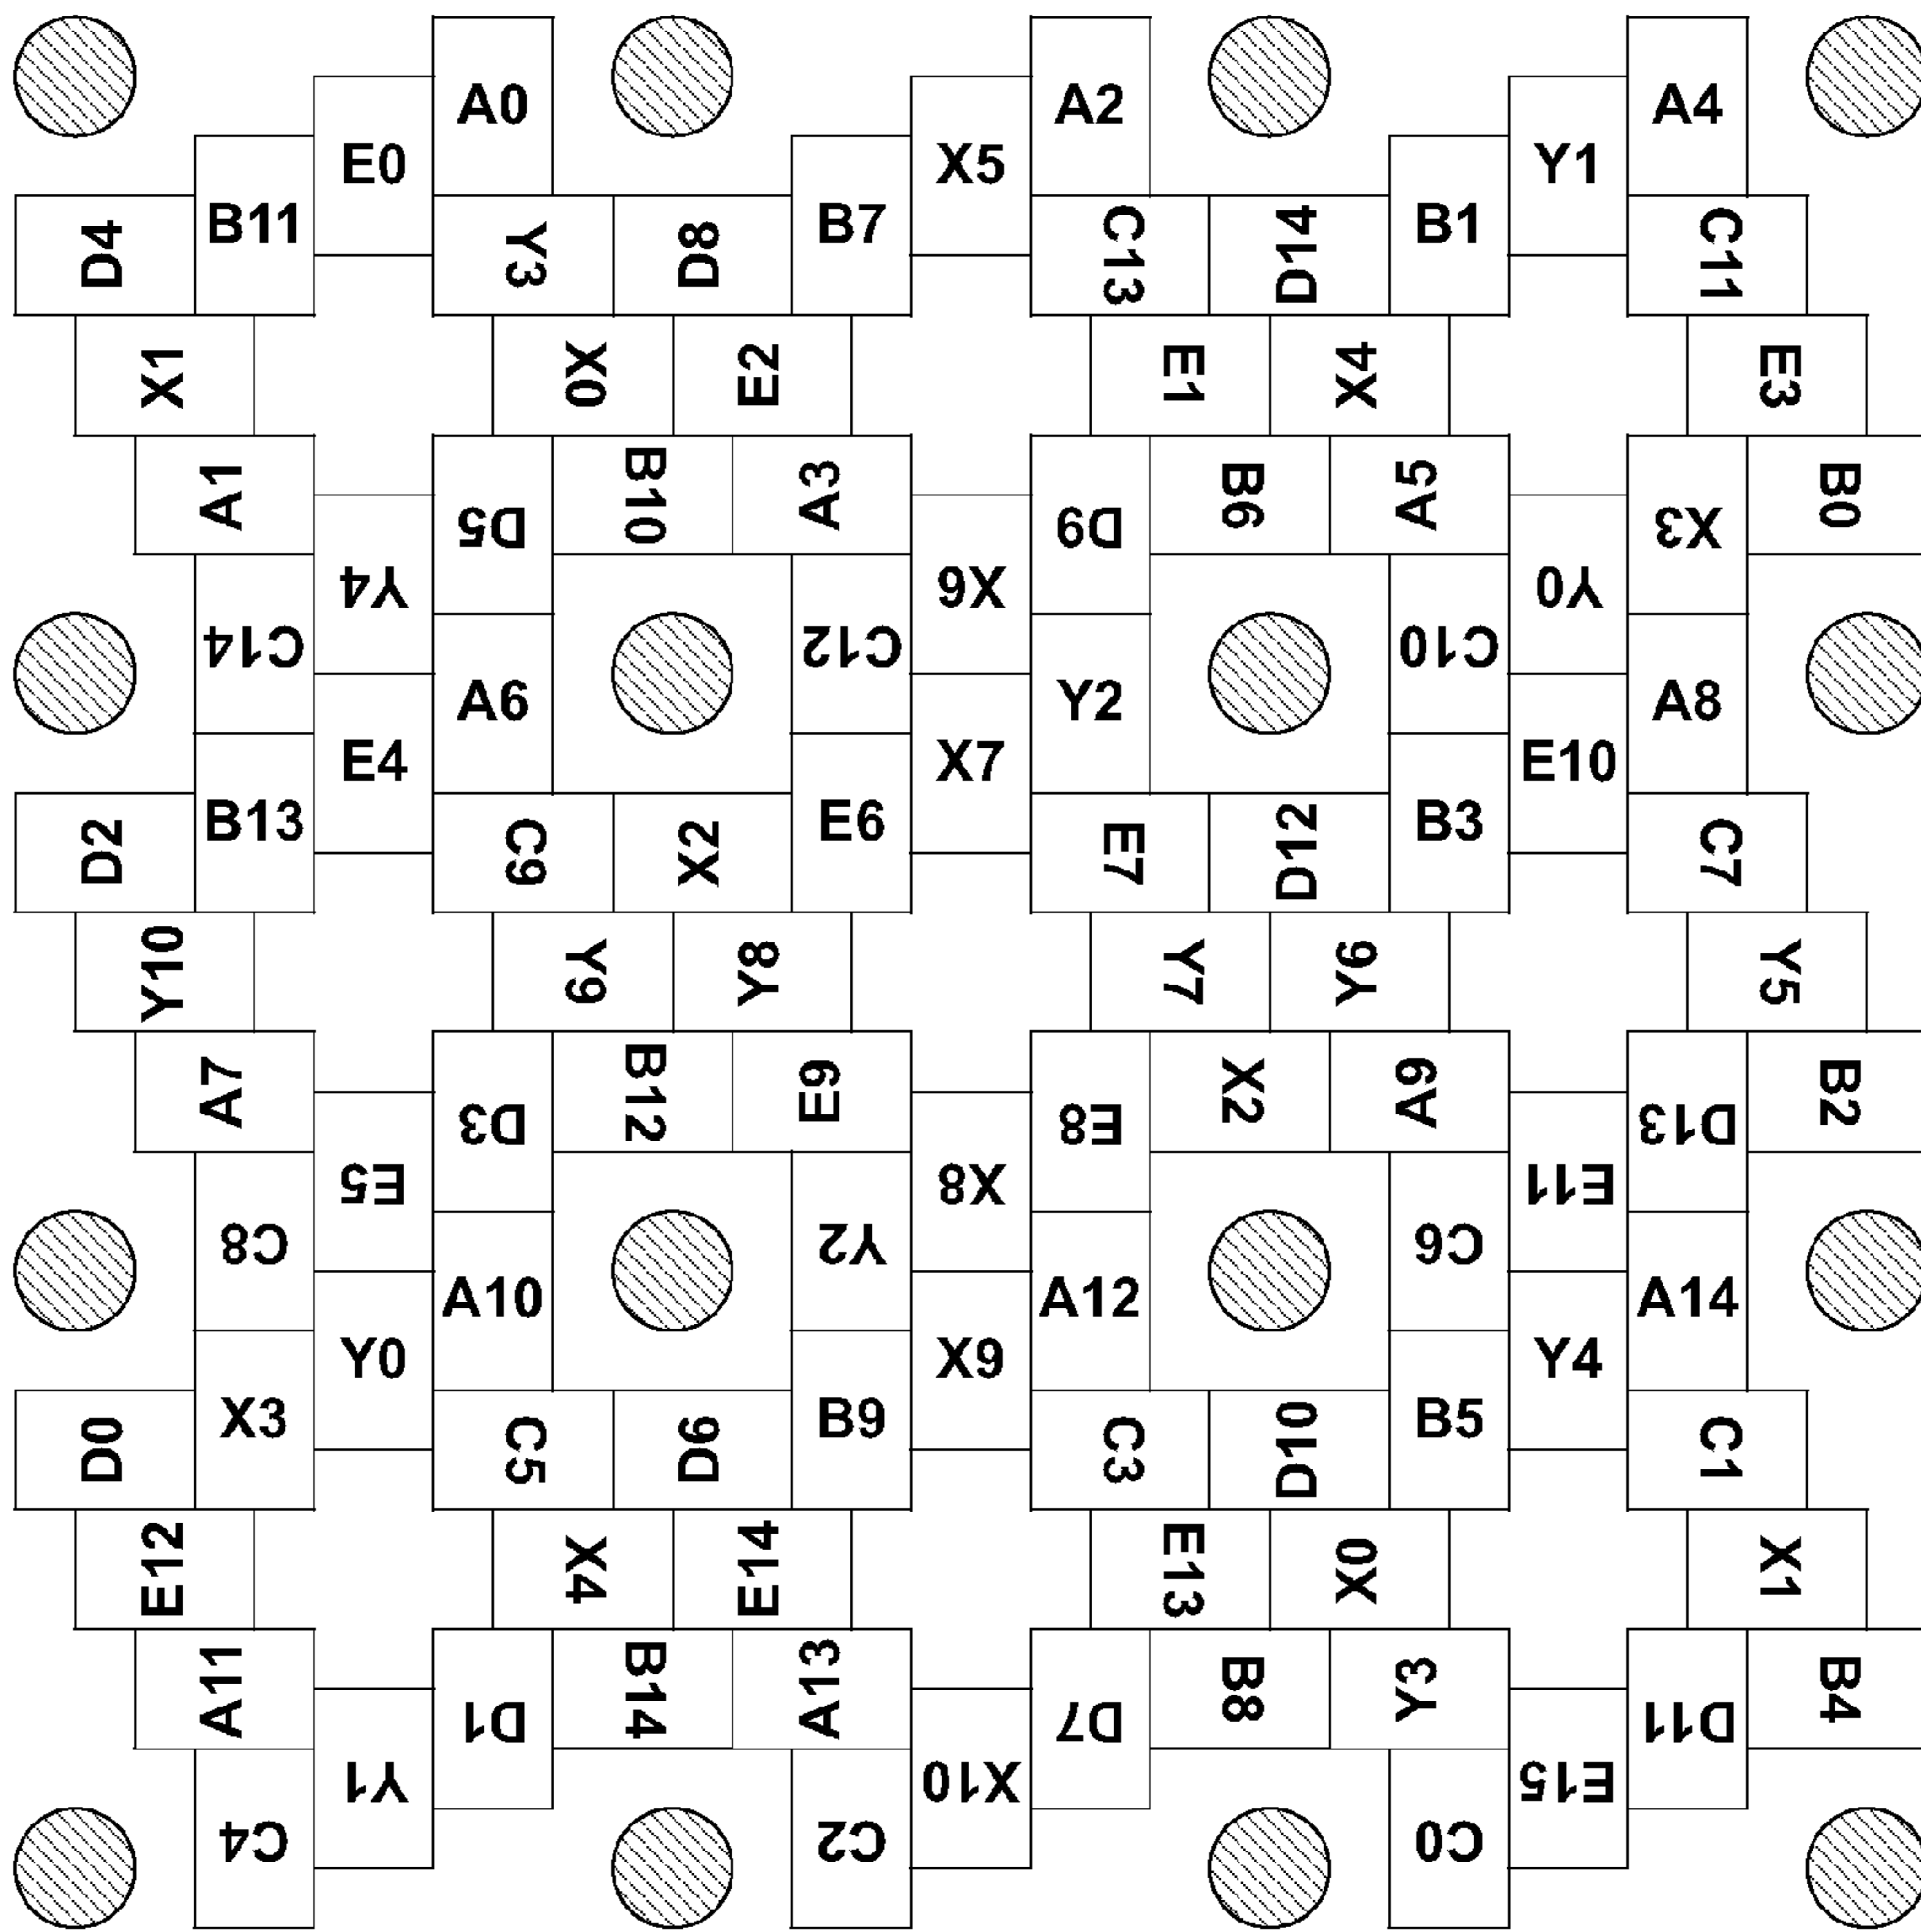 A0 A2 A4
E0 X5 Y1
D4 B11 Y3 D8 B7 C13 D14 B1 C11
X1 X0 E2 E1 X4 E3
A1 D5 B10 A3 D9 B6 A5 X3 B0
Y4 X6 Y0
C14 C12 C10
A6 Y2 A8
E4 X7 E10
D2 B13 C9 X2 E6 E7 D12 B3 C7
Y10 Y9 Y8 Y7 Y6 Y5
A7 D3 B12 E9 E8 X2 A9 D13 B2
E5 X8 E11
C8 Y2 C6
A10 A12 A14
Y0 X9 Y4
D0 X3 C5 D6 B9 C3 D10 B5 C1
E12 X4 E14 E13 X0 X1
A11 D1 B14 A13 D7 B8 Y3 D11 B4
Y1 X10 E15
C4 C2 C0